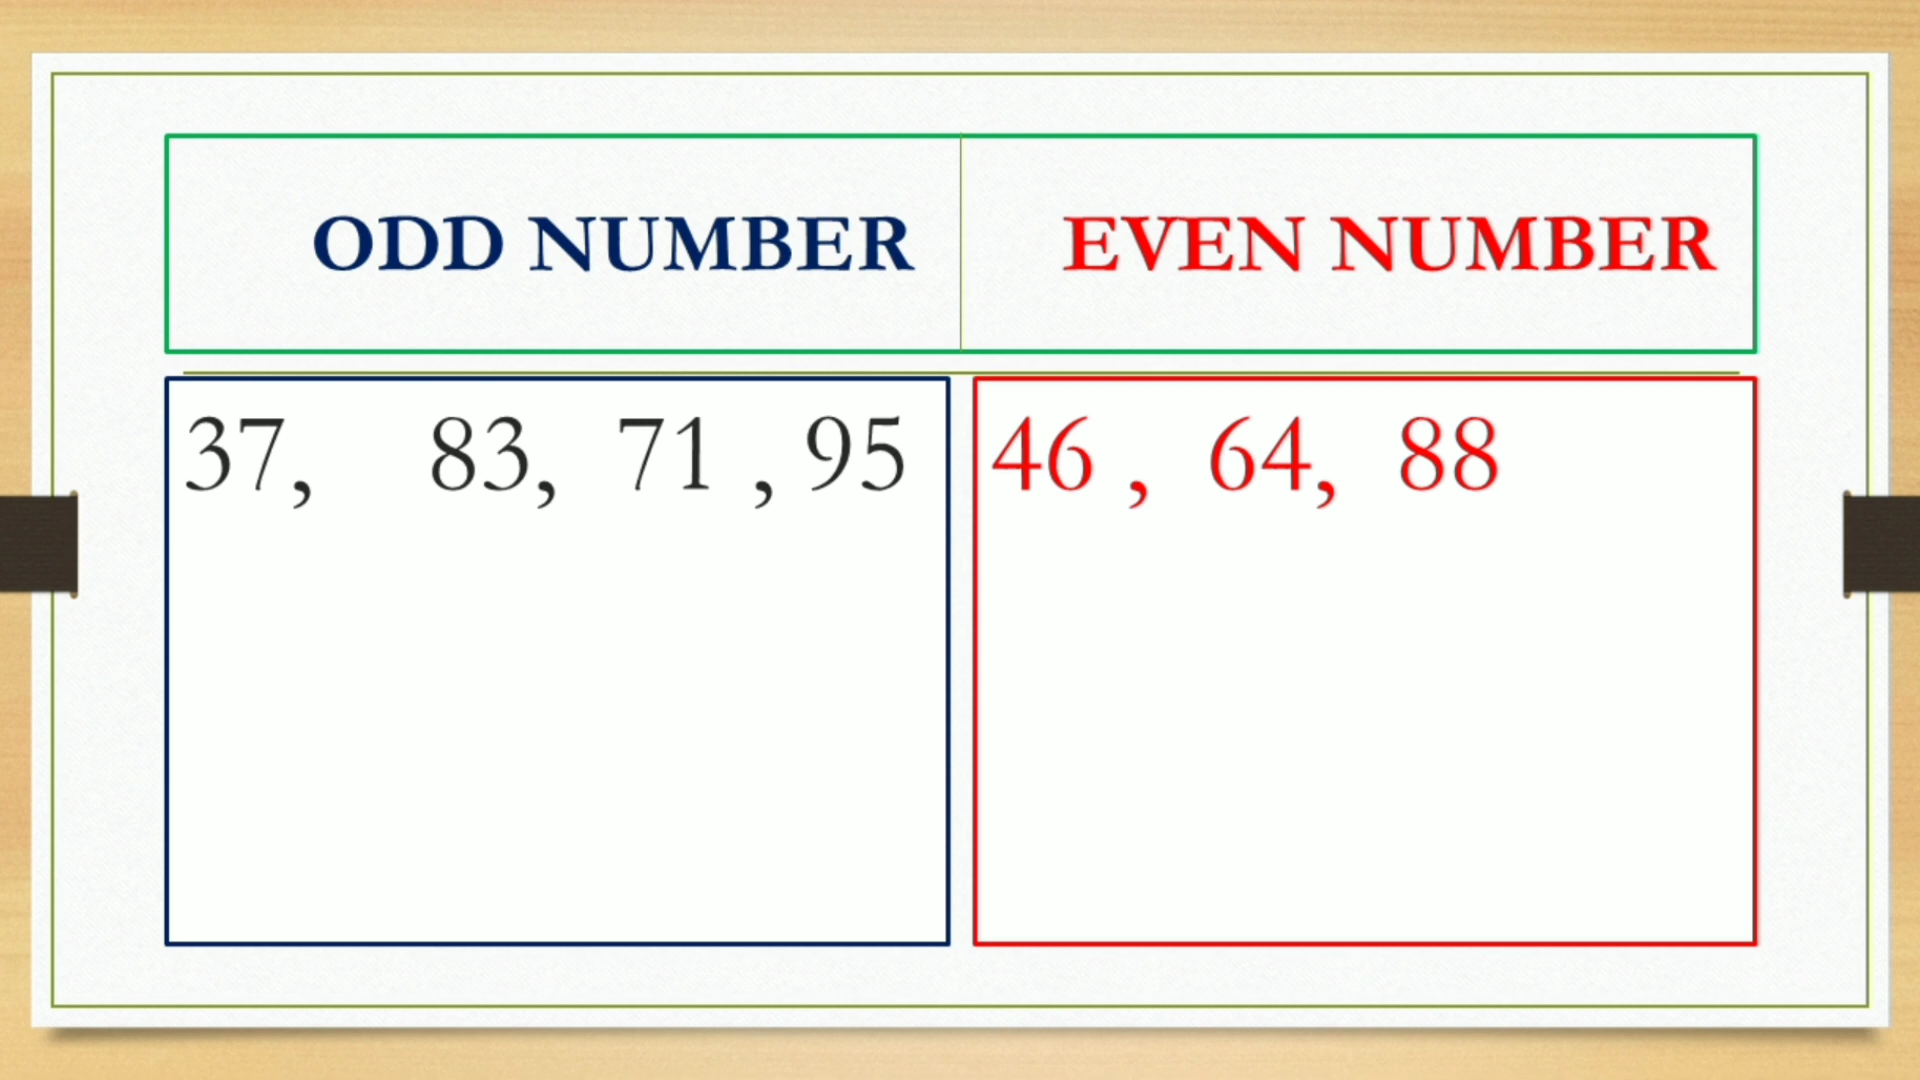 ODD NUMBER
EVEN NUMBER
37, 83, 71 , 95
46 , 64, 88